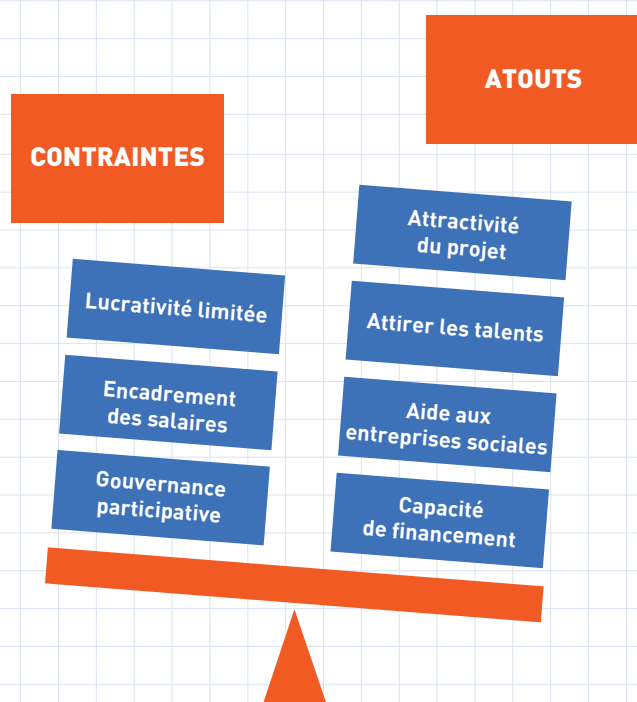 CONTRAINTES
Lucrativité limitée
Encadrement
des salaires
Gouvernance
participative
ATOUTS
Attractivité
du projet
Attirer les talents
Aide aux
entreprises sociales
Capacité
de financement